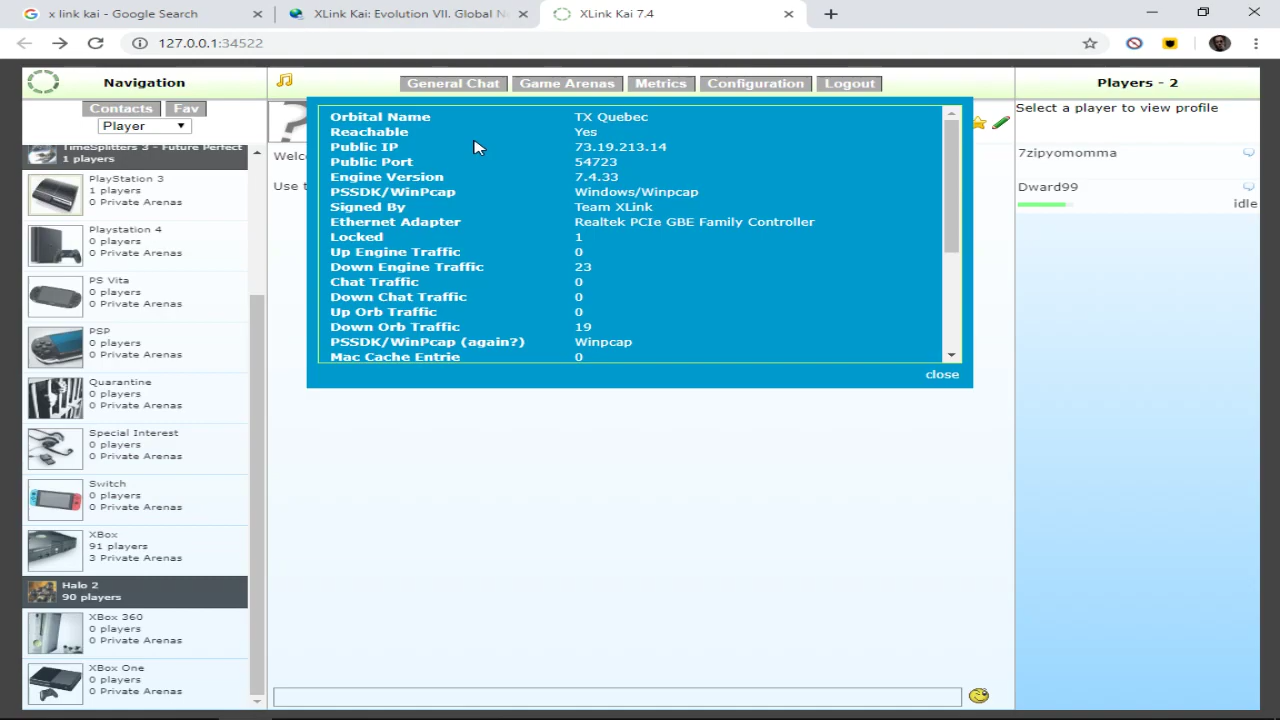 x link kai - Google Search
XLink Kai: Evolution VII. Global N
XLink Kai 7.4
127.0.0.1:34522
Navigation
General Chat
Game Arenas
Metrics
Configuration
Logout
Players - 2
Contacts
Fav
Player
Select a player to view profile
7zipyomomma
Dward99
idle
Welc
Use t
TimeSplitters 3 - Future Perfect
1 players
PlayStation 3
1 players
0 Private Arenas
Playstation 4
0 players
0 Private Arenas
PS Vita
0 players
0 Private Arenas
PSP
0 players
0 Private Arenas
Quarantine
0 players
0 Private Arenas
Special Interest
0 players
0 Private Arenas
Switch
0 players
0 Private Arenas
XBox
91 players
3 Private Arenas
Halo 2
90 players
XBox 360
0 players
0 Private Arenas
XBox One
0 players
0 Private Arenas
Orbital Name TX Quebec
Reachable Yes
Public IP 73.19.213.14
Public Port 54723
Engine Version 7.4.33
PSSDK/WinPcap Windows/Winpcap
Signed By Team XLink
Ethernet Adapter Realtek PCIe GBE Family Controller
Locked 1
Up Engine Traffic 0
Down Engine Traffic 23
Chat Traffic 0
Down Chat Traffic 0
Up Orb Traffic 0
Down Orb Traffic 19
PSSDK/WinPcap (again?) Winpcap
Mac Cache Entrie 0
close